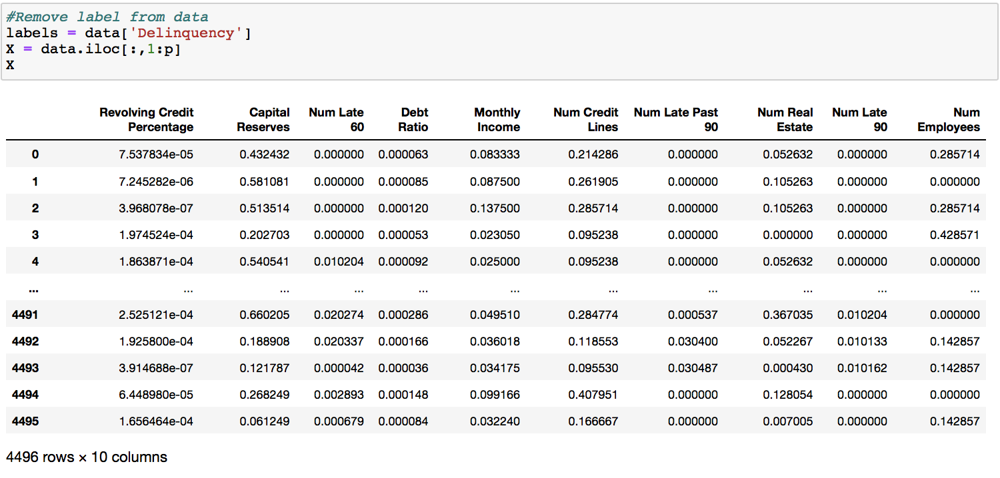 #Remove label from data
labels = data['Delinquency']
X = data.iloc[:,1:p]
X
Revolving Credit Percentage Capital Reserves Num Late 60 Debt Ratio Monthly Income Num Credit Lines Num Late Past 90 Num Real Estate Num Late 90 Num Employees
0 7.537834e-05 0.432432 0.000000 0.000063 0.083333 0.214286 0.000000 0.052632 0.000000 0.285714
1 7.245282e-06 0.581081 0.000000 0.000085 0.087500 0.261905 0.000000 0.105263 0.000000 0.000000
2 3.968078e-07 0.513514 0.000000 0.000120 0.137500 0.285714 0.000000 0.105263 0.000000 0.285714
3 1.974524e-04 0.202703 0.000000 0.000053 0.023050 0.095238 0.000000 0.000000 0.000000 0.428571
4 1.863871e-04 0.540541 0.010204 0.000092 0.025000 0.095238 0.000000 0.052632 0.000000 0.000000
... ... ... ... ... ... ... ... ... ... ...
4491 2.525121e-04 0.660205 0.020274 0.000286 0.049510 0.284774 0.000537 0.367035 0.010204 0.000000
4492 1.925800e-04 0.188908 0.020337 0.000166 0.036018 0.118553 0.030400 0.052267 0.010133 0.142857
4493 3.914688e-07 0.121787 0.000042 0.000036 0.034175 0.095530 0.030487 0.000430 0.010162 0.142857
4494 6.448980e-05 0.268249 0.002893 0.000148 0.099166 0.407951 0.000000 0.128054 0.000000 0.000000
4495 1.656464e-04 0.061249 0.000679 0.000084 0.032240 0.166667 0.000000 0.007005 0.000000 0.142857
4496 rows × 10 columns